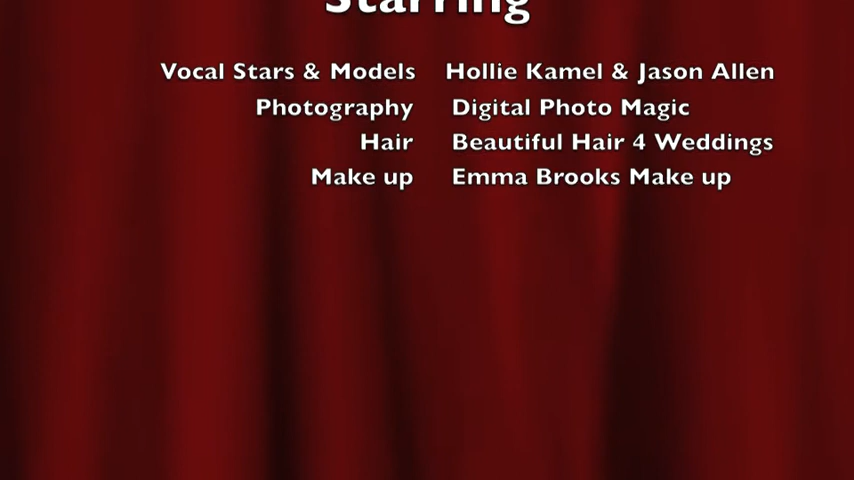 Starring
Vocal Stars & Models Hollie Kamel & Jason Allen
Photography Digital Photo Magic
Hair Beautiful Hair 4 Weddings
Make up Emma Brooks Make up